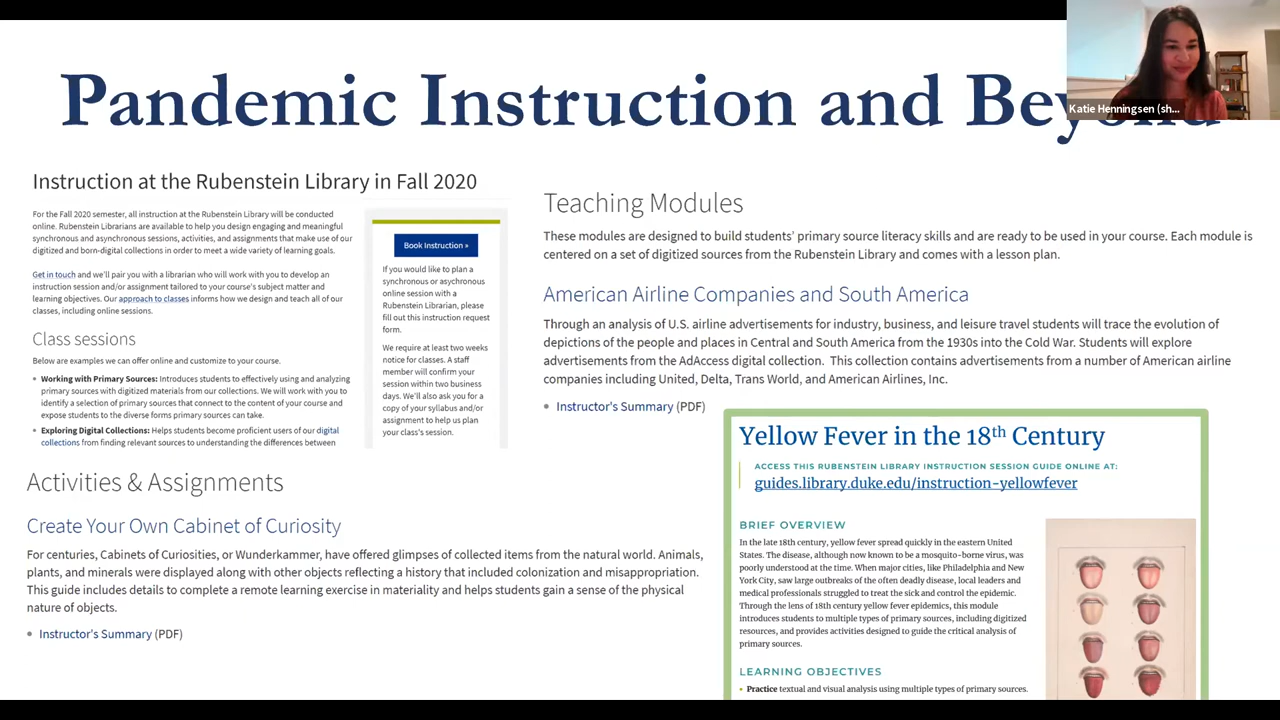 Pandemic Instruction and Beyond
Katie Henningsen (sh...
Instruction at the Rubenstein Library in Fall 2020
For the Fall 2020 semester, all instruction at the Rubenstein Library will be conducted
online. Rubenstein Librarians are available to help you design engaging and meaningful
synchronous and asynchronous sessions, activities, and assignments that make use of our
digitized and born-digital collections in order to meet a wide variety of learning goals.
Get in touch and we'll pair you with a librarian who will work with you to develop an
instruction session and/or assignment tailored to your course's subject matter and
learning objectives. Our approach to classes informs how we design and teach all of our
classes, including online sessions.
Class sessions
Below are examples we can offer online and customize to your course.
Working with Primary Sources: Introduces students to effectively using and analyzing
primary sources with digitized materials from our collections. We will work with you to
identify a selection of primary sources that connect to the content of your course and
expose students to the diverse forms primary sources can take.
Exploring Digital Collections: Helps students become proficient users of our digital
collections from finding relevant sources to understanding the differences between
Book Instruction »
If you would like to plan a
synchronous or asychronous
online session with a
Rubenstein Librarian, please
fill out this instruction request
form.
We require at least two weeks
notice for classes. A staff
member will confirm your
session within two business
days. We'll also ask you for a
copy of your syllabus and/or
assignment to help us plan
your class's session.
Activities & Assignments
Create Your Own Cabinet of Curiosity
For centuries, Cabinets of Curiosities, or Wunderkammer, have offered glimpses of collected items from the natural world. Animals,
plants, and minerals were displayed along with other objects reflecting a history that included colonization and misappropriation.
This guide includes details to complete a remote learning exercise in materiality and helps students gain a sense of the physical
nature of objects.
Instructor's Summary (PDF)
Teaching Modules
These modules are designed to build students' primary source literacy skills and are ready to be used in your course. Each module is
centered on a set of digitized sources from the Rubenstein Library and comes with a lesson plan.
American Airline Companies and South America
Through an analysis of U.S. airline advertisements for industry, business, and leisure travel students will trace the evolution of
depictions of the people and places in Central and South America from the 1930s into the Cold War. Students will explore
advertisements from the AdAccess digital collection. This collection contains advertisements from a number of American airline
companies including United, Delta, Trans World, and American Airlines, Inc.
Instructor's Summary (PDF)
Yellow Fever in the 18th Century
ACCESS THIS RUBENSTEIN LIBRARY INSTRUCTION SESSION GUIDE ONLINE AT:
guides.library.duke.edu/instruction-yellowfever
BRIEF OVERVIEW
In the late 18th century, yellow fever spread quickly in the eastern United
States. The disease, although now known to be a mosquito-borne virus, was
poorly understood at the time. When major cities, like Philadelphia and New
York City, saw large outbreaks of the often deadly disease, local leaders and
medical professionals struggled to treat the sick and control the epidemic.
Through the lens of 18th century yellow fever epidemics, this module
introduces students to multiple types of primary sources, including digitized
resources, and provides activities designed to guide the critical analysis of
primary sources.
LEARNING OBJECTIVES
Practice textual and visual analysis using multiple types of primary sources.